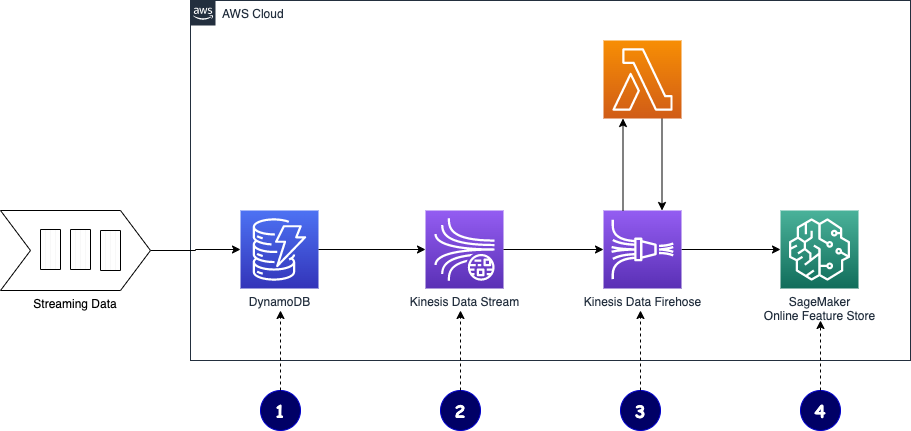 aws
AWS Cloud
Streaming Data
DynamoDB
Kinesis Data Stream
Kinesis Data Firehose
SageMaker
Online Feature Store
1
2
3
4